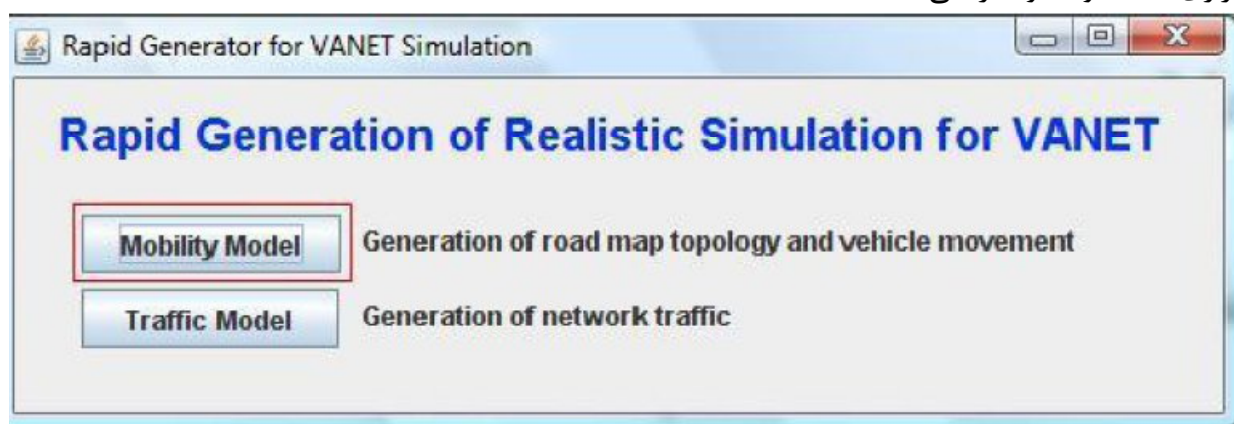 Rapid Generator for VANET Simulation
Rapid Generation of Realistic Simulation for VANET
Mobility Model Generation of road map topology and vehicle movement
Traffic Model Generation of network traffic